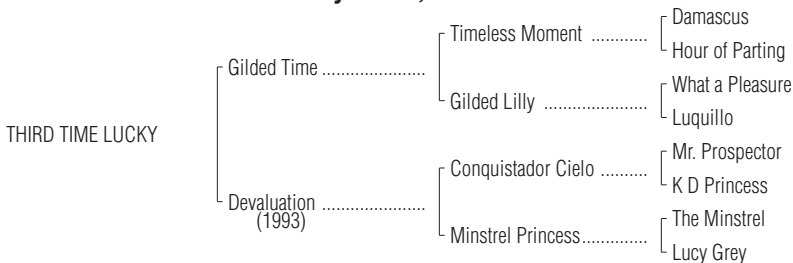 Timeless Moment ............
Damascus
Hour of Parting
Gilded Time ......................
Gilded Lilly ......................
What a Pleasure
Luquillo
THIRD TIME LUCKY
Conquistador Cielo ..........
Mr. Prospector
K D Princess
Devaluation ......................
(1993)
Minstrel Princess..............
The Minstrel
Lucy Grey